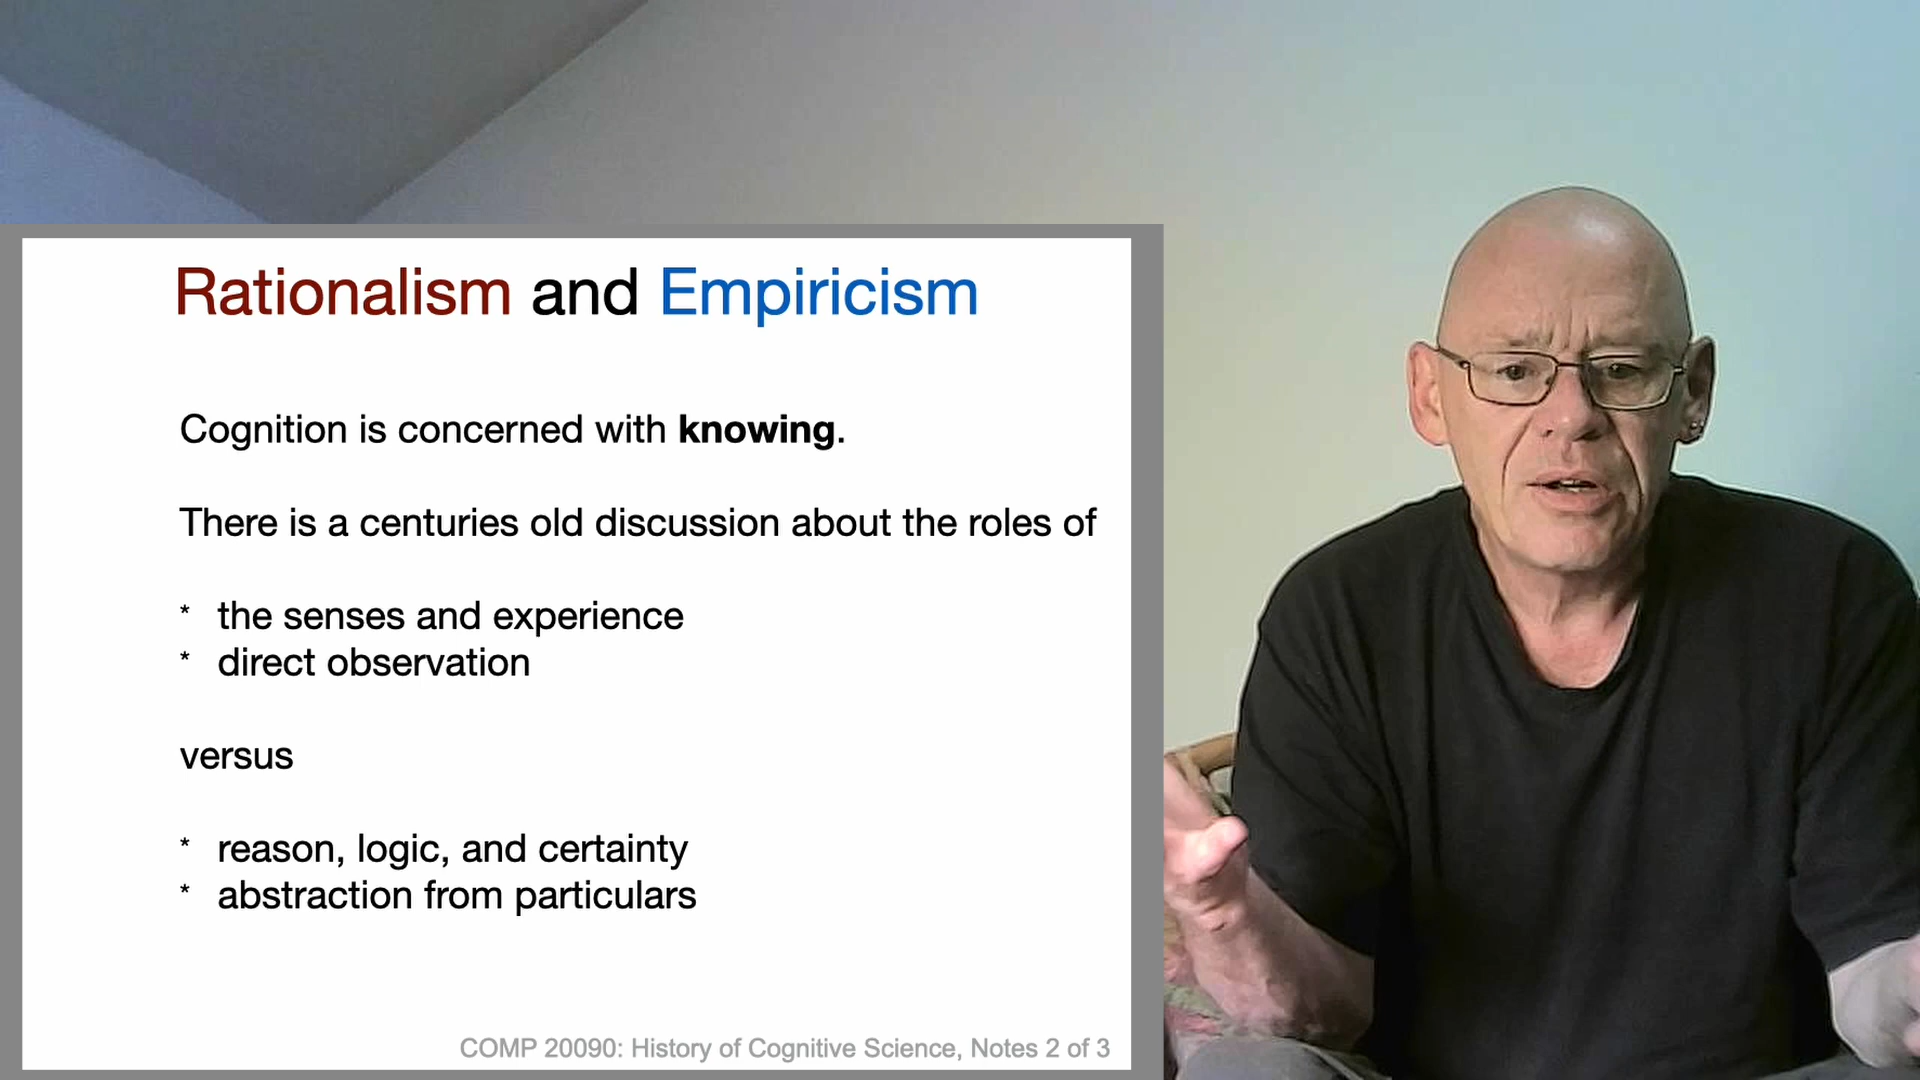 Rationalism and Empiricism
Cognition is concerned with knowing.
There is a centuries old discussion about the roles of
* the senses and experience
* direct observation
versus
* reason, logic, and certainty
* abstraction from particulars
COMP 20090: History of Cognitive Science, Notes 2 of 3